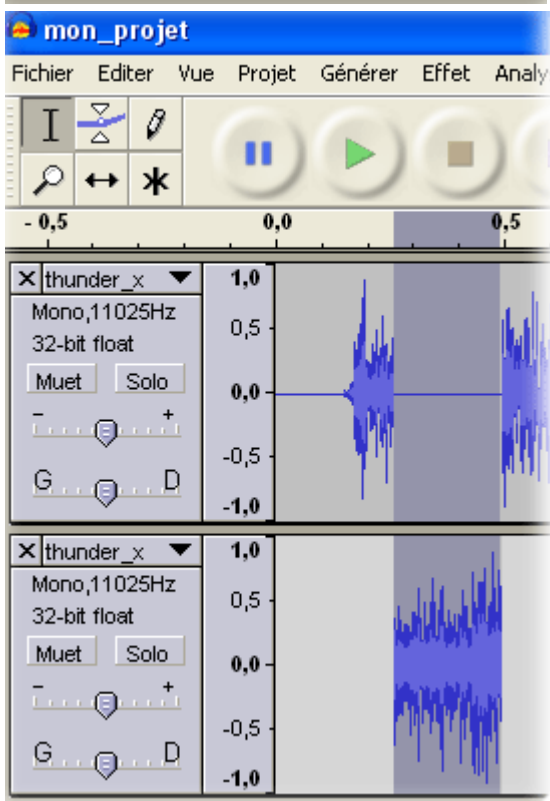 mon_projet
Fichier Editer Vue Projet Générer Effet Analy
- 0,5 0,0 0,5
thunder_x
Mono,11025Hz
32-bit float
Muet Solo
- +
G D
1,0
0,5
0,0
-0,5
-1,0
thunder_x
Mono,11025Hz
32-bit float
Muet Solo
- +
G D
1,0
0,5
0,0
-0,5
-1,0